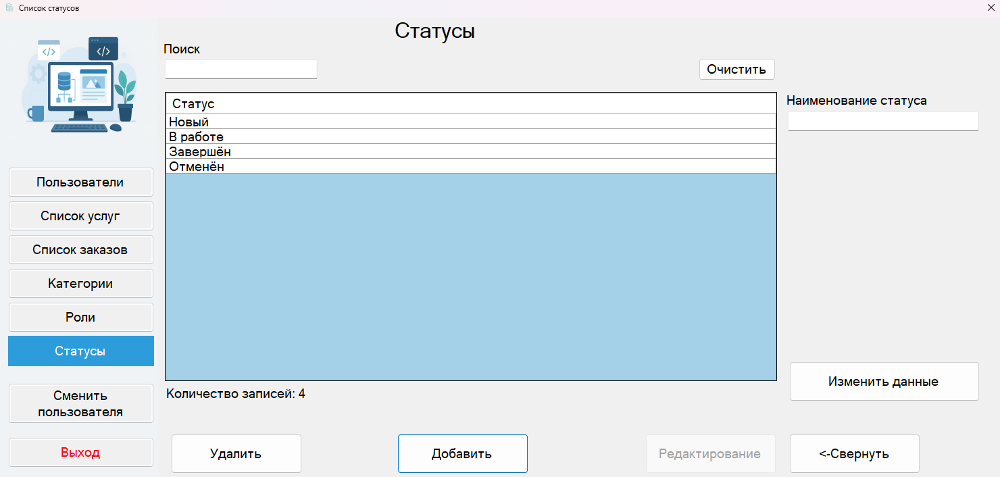 Список статусов
Статусы
Поиск
Очистить
Статус
Новый
В работе
Завершён
Отменён
Наименование статуса
</>
</>
Пользователи
Список услуг
Список заказов
Категории
Роли
Статусы
Сменить
пользователя
Выход
Количество записей: 4
Изменить данные
Удалить
Добавить
Редактирование
<-Свернуть